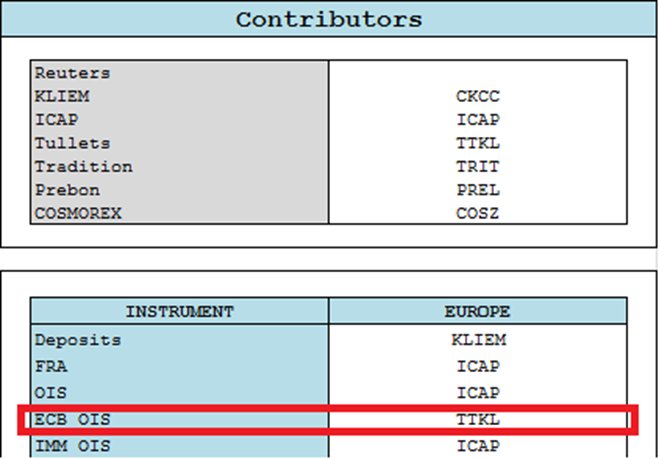 Contributors
Reuters
KLIEM CKCC
ICAP ICAP
Tullets TTKL
Tradition TRIT
Prebon PREL
COSMOREX COSZ
INSTRUMENT EUROPE
Deposits KLIEM
FRA ICAP
OIS ICAP
ECB OIS TTKL
IMM OIS ICAP